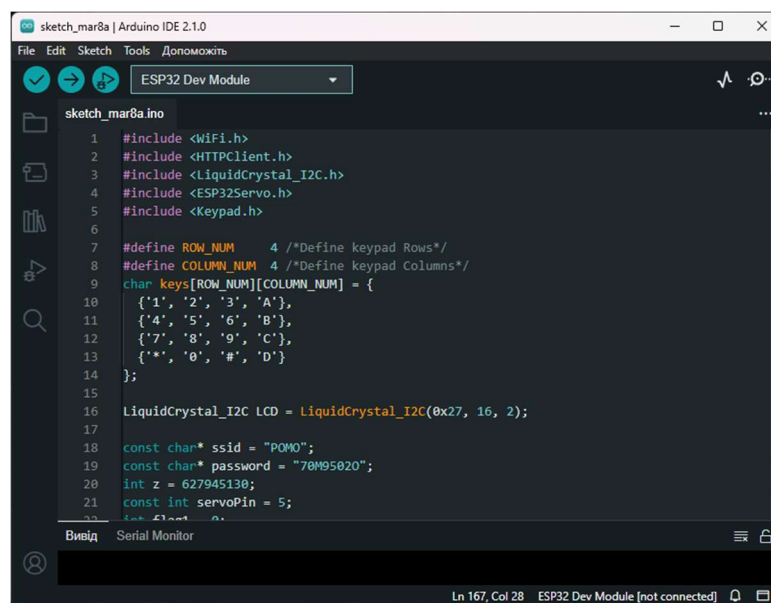 sketch_mar8a | Arduino IDE 2.1.0
File Edit Sketch Tools Допоможіть
ESP32 Dev Module
sketch_mar8a.ino
1 #include <WiFi.h>
2 #include <HTTPClient.h>
3 #include <LiquidCrystal_I2C.h>
4 #include <ESP32Servo.h>
5 #include <Keypad.h>
6
7 #define ROW_NUM     4 /*Define keypad Rows*/
8 #define COLUMN_NUM  4 /*Define keypad Columns*/
9 char keys[ROW_NUM][COLUMN_NUM] = {
10   {'1', '2', '3', 'A'},
11   {'4', '5', '6', 'B'},
12   {'7', '8', '9', 'C'},
13   {'*', '0', '#', 'D'}
14 };
15
16 LiquidCrystal_I2C LCD = LiquidCrystal_I2C(0x27, 16, 2);
17
18 const char* ssid = "POMO";
19 const char* password = "70M9502O";
20 int z = 627945130;
21 const int servoPin = 5;
22 int flag1 = 0;
Вивід Serial Monitor
Ln 167, Col 28 ESP32 Dev Module [not connected]